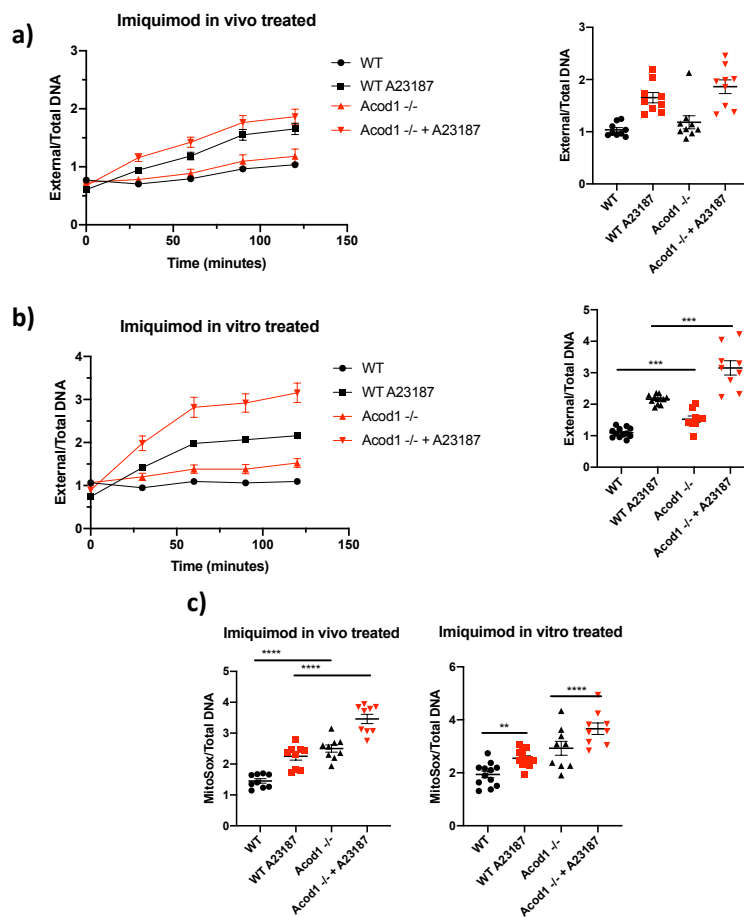 a)
Imiquimod in vivo treated
External/Total DNA
3
2
1
0
0
50
100
150
Time (minutes)
WT
WT A23187
Acod1 -/-
Acod1 -/- + A23187
External/Total DNA
3
2
1
0
WT
WT A23187
Acod1 -/-
Acod1 -/- + A23187
b)
Imiquimod in vitro treated
External/Total DNA
4
3
2
1
0
0
50
100
150
Time (minutes)
WT
WT A23187
Acod1 -/-
Acod1 -/- + A23187
External/Total DNA
5
4
3
2
1
0
***
***
WT
WT A23187
Acod1 -/-
Acod1 -/- + A23187
c)
Imiquimod in vivo treated
MitoSox/Total DNA
5
4
3
2
1
0
****
****
WT
WT A23187
Acod1 -/-
Acod1 -/- + A23187
Imiquimod in vitro treated
MitoSox/Total DNA
6
4
2
0
**
****
WT
WT A23187
Acod1 -/-
Acod1 -/- + A23187